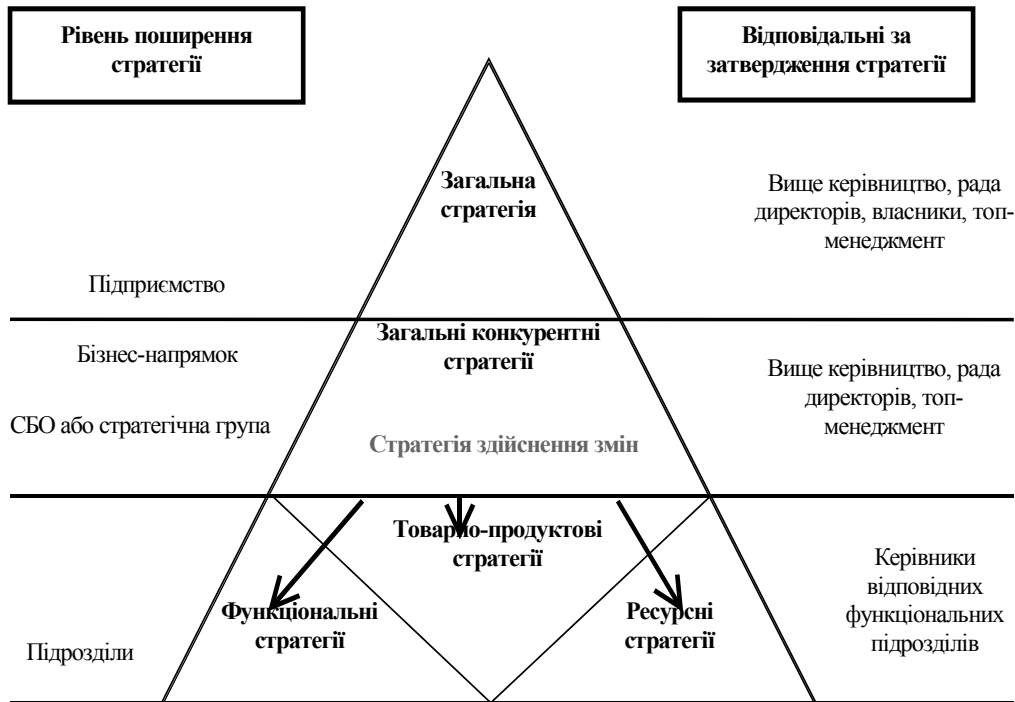 Рівень поширення
стратегії
Відповідальні за
затвердження стратегії
Загальна
стратегія
Вище керівництво, рада
директорів, власники, топ-
менеджмент
Підприємство
Загальні конкурентні
стратегії
Бізнес-напрямок
СБО або стратегічна група
Вище керівництво, рада
директорів, топ-
менеджмент
Стратегія здійснення змін
Товарно-продуктові
стратегії
Функціональні
стратегії
Ресурсні
стратегії
Керівники
відповідних
функціональних
підрозділів
Підрозділи